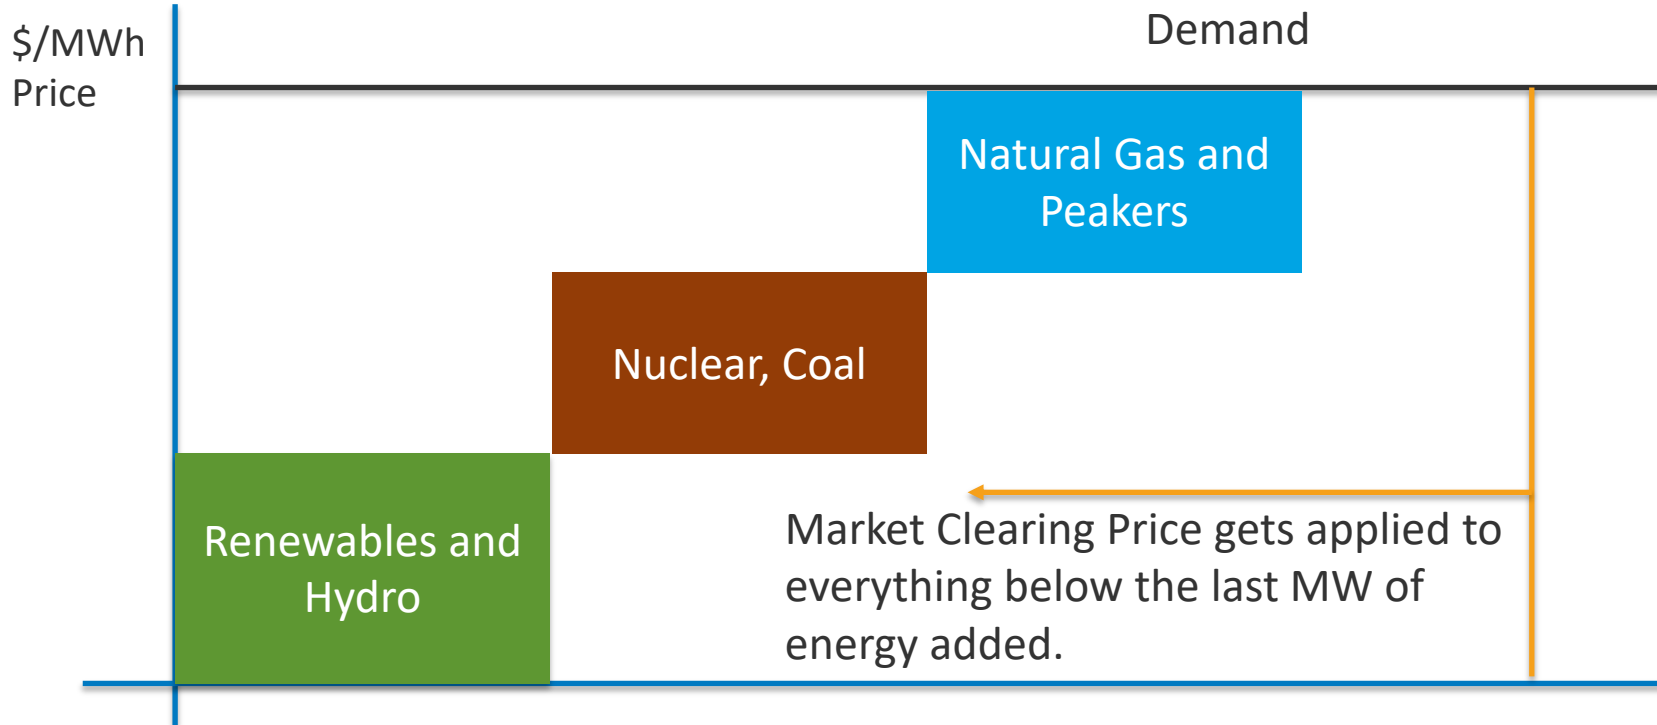 $/MWh
Price
Demand
Natural Gas and
Peakers
Nuclear, Coal
Renewables and
Hydro
Market Clearing Price gets applied to
everything below the last MW of
energy added.